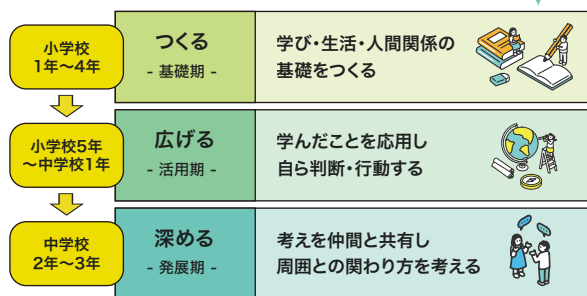 小学校
1年～4年
つくる
- 基礎期 -
学び・生活・人間関係の
基礎をつくる
小学校5年
～中学校1年
広げる
- 活用期 -
学んだことを応用し
自ら判断・行動する
中学校
2年～3年
深める
- 発展期 -
考えを仲間と共有し
周囲との関わり方を考える